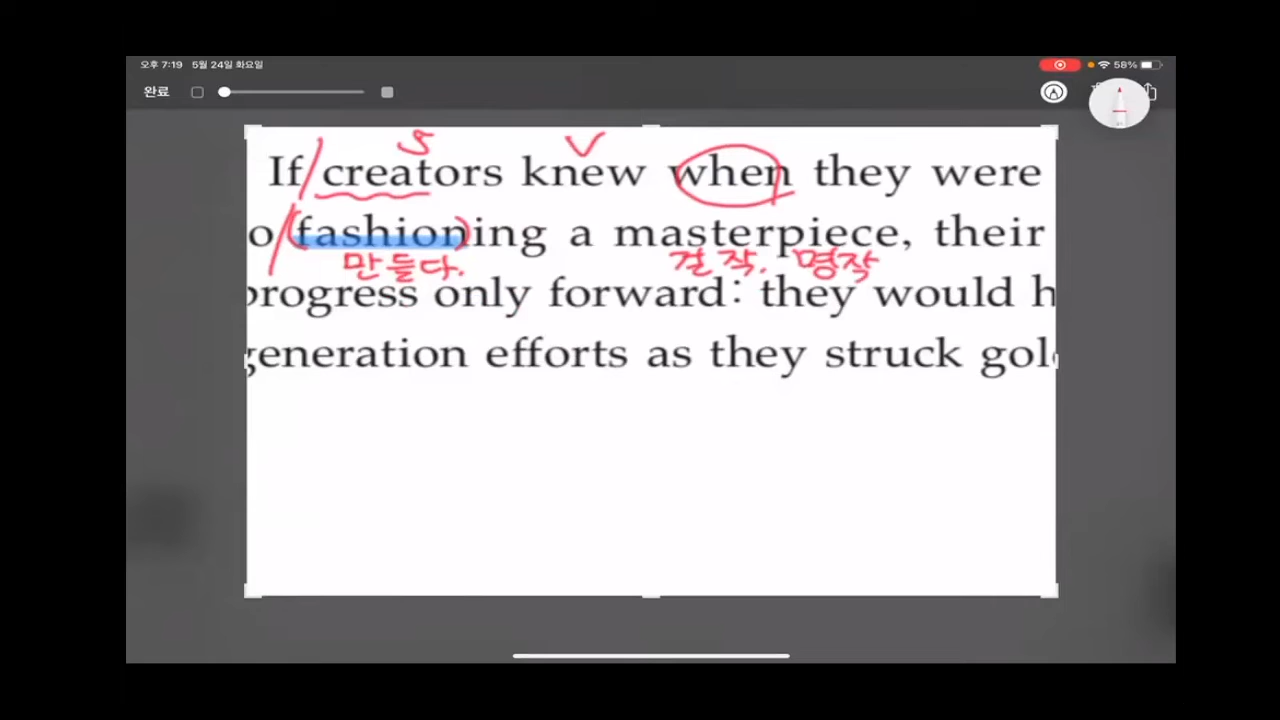 오후 7:19 5월 24일 화요일
58%
완료
S V
If creators knew when they were
o fashioning a masterpiece, their
만들다. 걸작. 명작
progress only forward: they would h
generation efforts as they struck gol